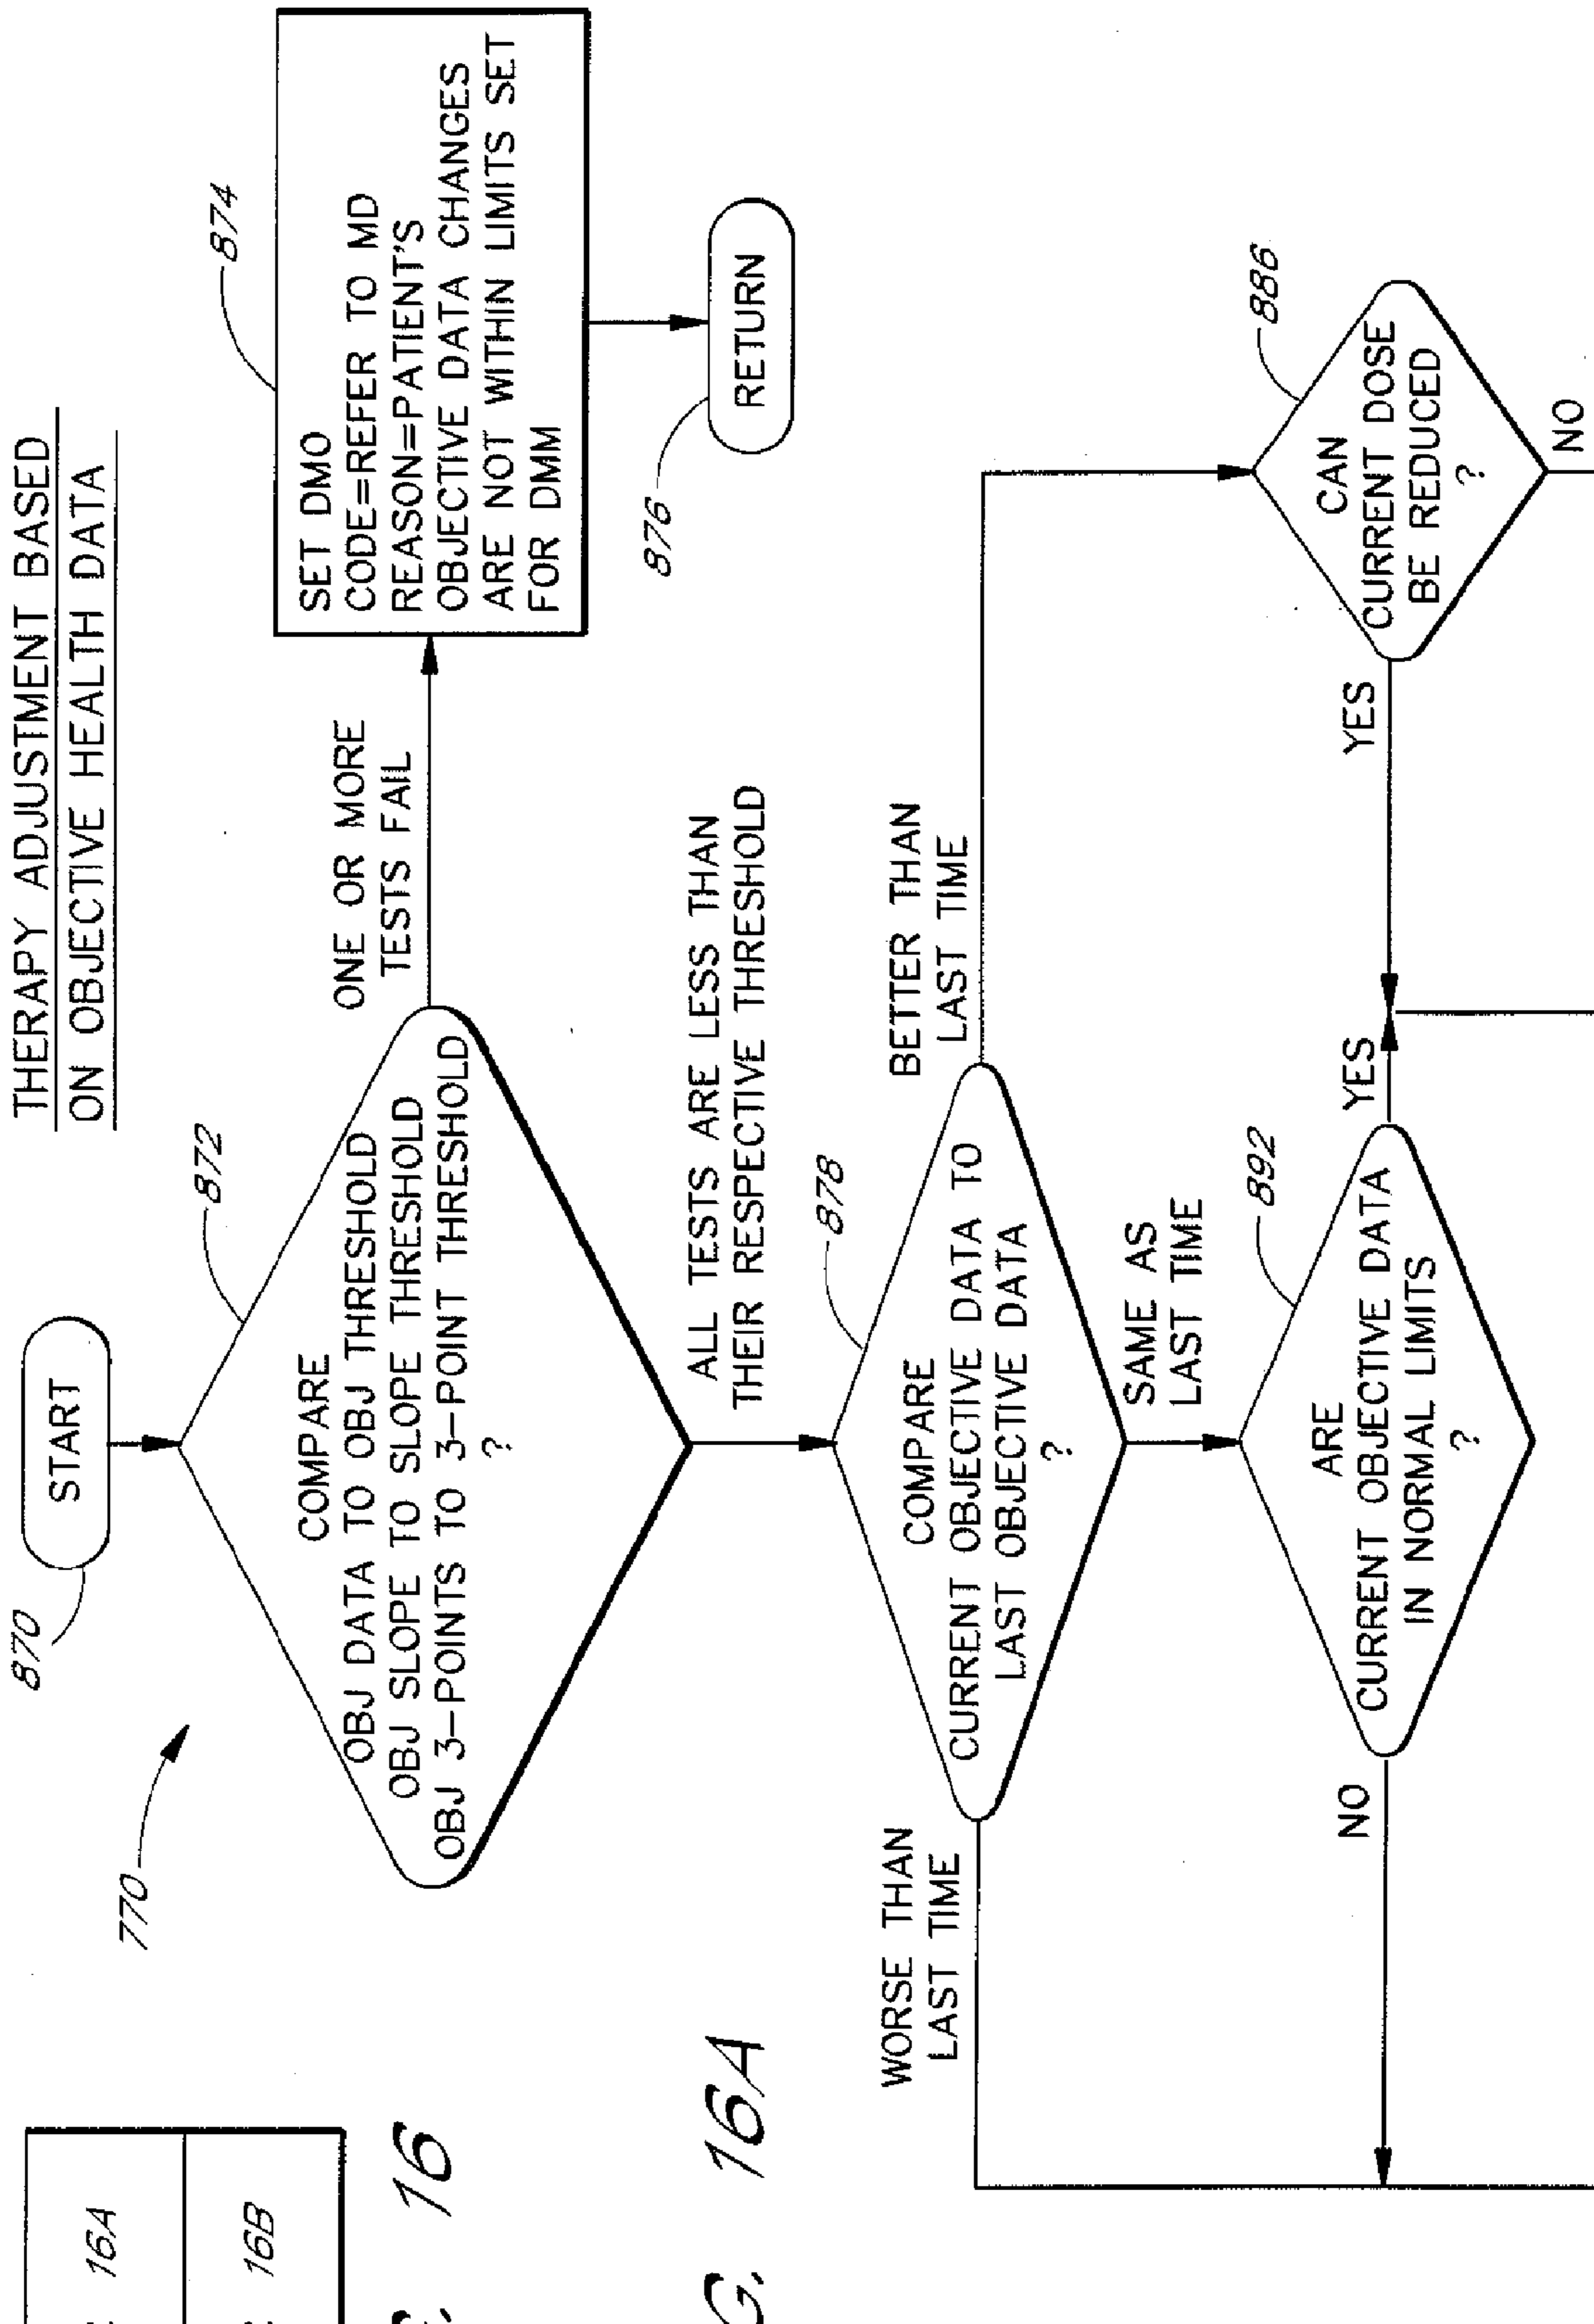 THERAPY ADJUSTMENT BASED
ON OBJECTIVE HEALTH DATA
16A
16B
16
16A
770
870
START
872
COMPARE
OBJ DATA TO OBJ THRESHOLD
OBJ SLOPE TO SLOPE THRESHOLD
OBJ 3-POINTS TO 3-POINT THRESHOLD
?
ONE OR MORE
TESTS FAIL
874
SET DMO
CODE=REFER TO MD
REASON=PATIENT'S
OBJECTIVE DATA CHANGES
ARE NOT WITHIN LIMITS SET
FOR DMM
876
RETURN
ALL TESTS ARE LESS THAN
THEIR RESPECTIVE THRESHOLD
878
COMPARE
CURRENT OBJECTIVE DATA TO
LAST OBJECTIVE DATA
?
WORSE THAN
LAST TIME
BETTER THAN
LAST TIME
SAME AS
LAST TIME
892
ARE
CURRENT OBJECTIVE DATA
IN NORMAL LIMITS
?
NO
YES
886
CAN
CURRENT DOSE
BE REDUCED
?
YES
NO